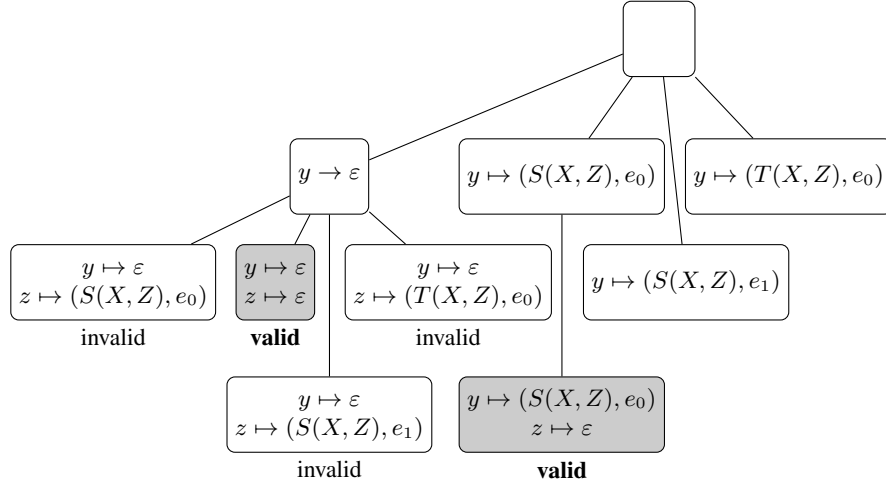 y → ε
y ↦ (S(X, Z), e₀)
y ↦ (T(X, Z), e₀)
y ↦ ε
z ↦ (S(X, Z), e₀)
invalid
y ↦ ε
z ↦ ε
valid
y ↦ ε
z ↦ (T(X, Z), e₀)
invalid
y ↦ (S(X, Z), e₁)
y ↦ ε
z ↦ (S(X, Z), e₁)
invalid
y ↦ (S(X, Z), e₀)
z ↦ ε
valid